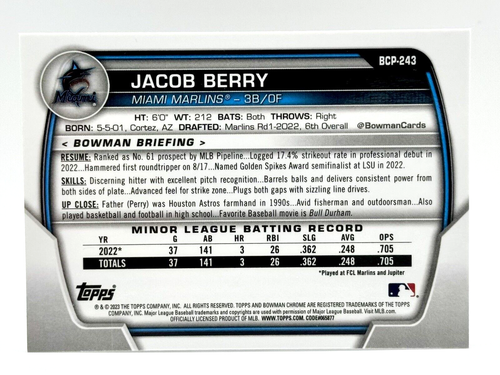 BCP-243
Miami
JACOB BERRY
MIAMI MARLINS® – 3B/OF
HT: 6'0" WT: 212 BATS: Both THROWS: Right
BORN: 5-5-01, Cortez, AZ DRAFTED: Marlins Rd1-2022, 6th Overall @BowmanCards
< BOWMAN BRIEFING >
RESUME: Ranked as No. 61 prospect by MLB Pipeline...Logged 17.4% strikeout rate in professional debut in
2022...Hammered first roundtripper on 8/17...Named Golden Spikes Award semifinalist at LSU in 2022.
SKILLS: Discerning hitter with excellent pitch recognition...Barrels balls and delivers consistent power from
both sides of plate...Advanced feel for strike zone...Plugs both gaps with sizzling line drives.
UP CLOSE: Father (Perry) was Houston Astros farmhand in 1990s...Avid fisherman and outdoorsman...Also
played basketball and football in high school...Favorite Baseball movie is Bull Durham.
MINOR LEAGUE BATTING RECORD
YR G AB HR RBI SLG AVG OPS
2022* 37 141 3 26 .362 .248 .705
TOTALS 37 141 3 26 .362 .248 .705
*Played at FCL Marlins and Jupiter
TOPPS
® & © 2023 THE TOPPS COMPANY, INC. ALL RIGHTS RESERVED. TOPPS AND BOWMAN CHROME ARE REGISTERED TRADEMARKS OF THE TOPPS
COMPANY, INC. Major League Baseball trademarks and copyrights are used with permission of Major League Baseball. Visit MLB.com.
OFFICIALLY LICENSED PRODUCT OF MLB. WWW.TOPPS.COM. CODE#065877